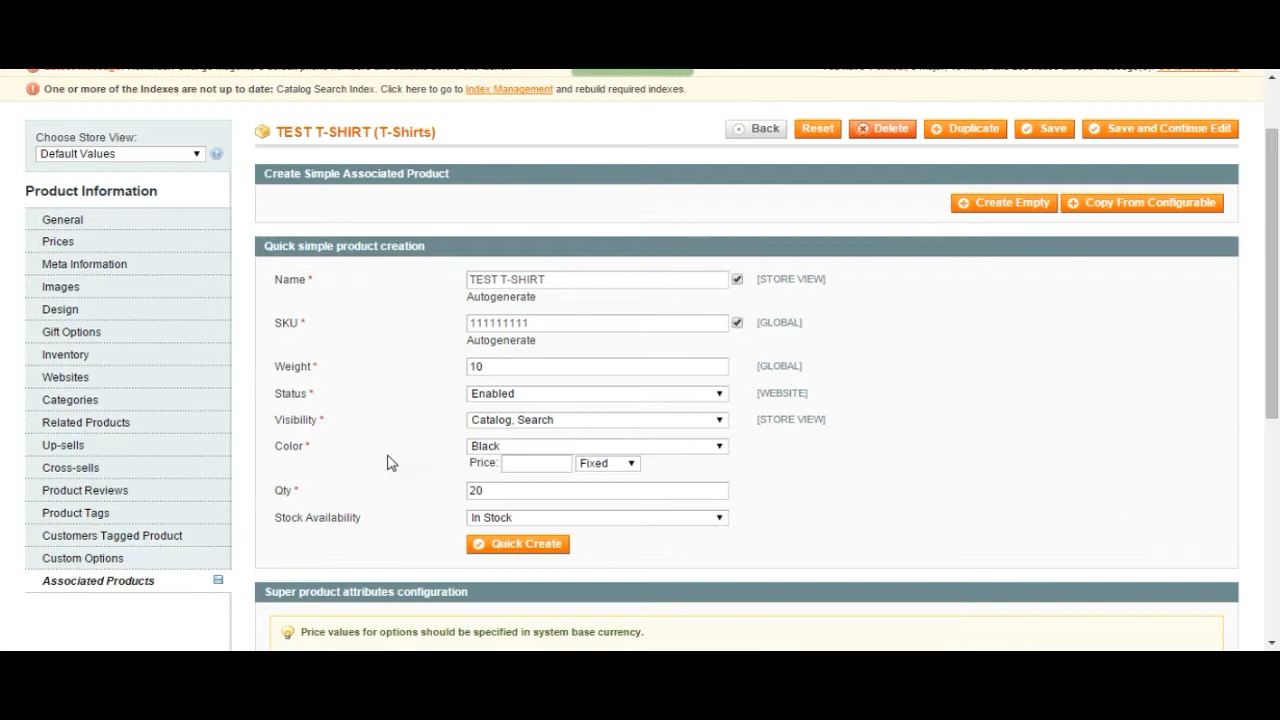 One or more of the Indexes are not up to date: Catalog Search Index. Click here to go to Index Management and rebuild required indexes.
Choose Store View:
Default Values
TEST T-SHIRT (T-Shirts)
Back
Reset
Delete
Duplicate
Save
Save and Continue Edit
Product Information
General
Prices
Meta Information
Images
Design
Gift Options
Inventory
Websites
Categories
Related Products
Up-sells
Cross-sells
Product Reviews
Product Tags
Customers Tagged Product
Custom Options
Associated Products
Create Simple Associated Product
Create Empty
Copy From Configurable
Quick simple product creation
Name * TEST T-SHIRT [STORE VIEW]
Autogenerate
SKU * 111111111 [GLOBAL]
Autogenerate
Weight * 10 [GLOBAL]
Status * Enabled [WEBSITE]
Visibility * Catalog, Search [STORE VIEW]
Color * Black
Price: Fixed
Qty * 20
Stock Availability In Stock
Quick Create
Super product attributes configuration
Price values for options should be specified in system base currency.